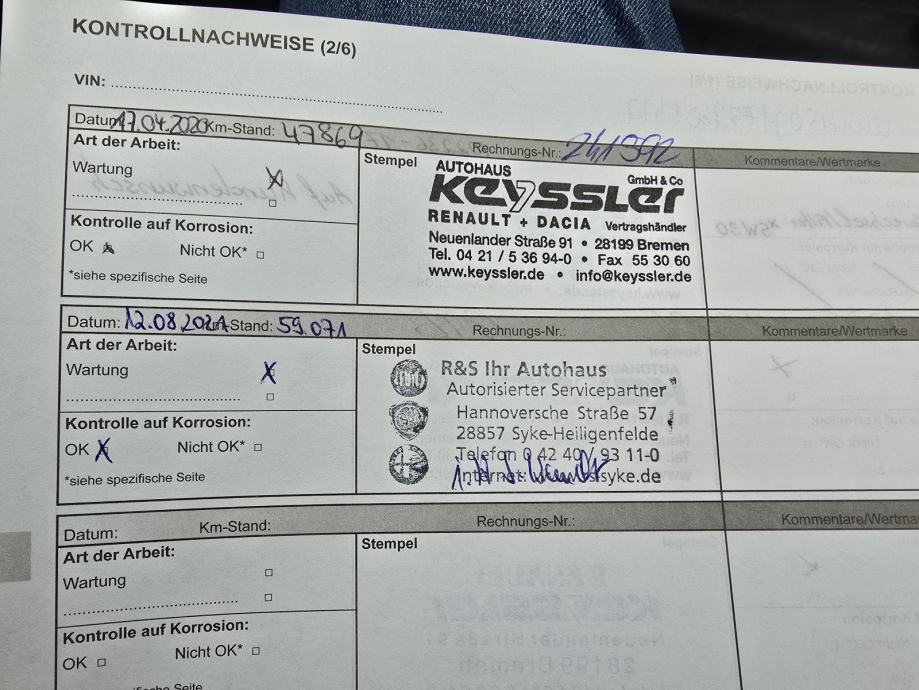 KONTROLLNACHWEISE (2/6)
VIN:
Datum: 17.04.2020 Km-Stand: 47869 Rechnungs-Nr.: 241592 Kommentare/Wertmarke
Art der Arbeit:
Wartung X
Kontrolle auf Korrosion:
OK X Nicht OK*
*siehe spezifische Seite
Stempel
AUTOHAUS
KEYSSLER GmbH & Co
RENAULT + DACIA Vertragshändler
Neuenlander Straße 91 • 28199 Bremen
Tel. 04 21 / 5 36 94-0 • Fax 55 30 60
www.keyssler.de • info@keyssler.de
Datum: 12.08.2021 Km-Stand: 59.071 Rechnungs-Nr.: Kommentare/Wertmarke
Art der Arbeit:
Wartung X
Kontrolle auf Korrosion:
OK X Nicht OK*
*siehe spezifische Seite
Stempel
R&S Ihr Autohaus
Autorisierter Servicepartner
Hannoversche Straße 57
28857 Syke-Heiligenfelde
Telefon 0 42 40 / 93 11-0
Internet: syke.de
Datum: Km-Stand: Rechnungs-Nr.: Kommentare/Wertma
Art der Arbeit:
Wartung
Kontrolle auf Korrosion:
OK Nicht OK*
Stempel